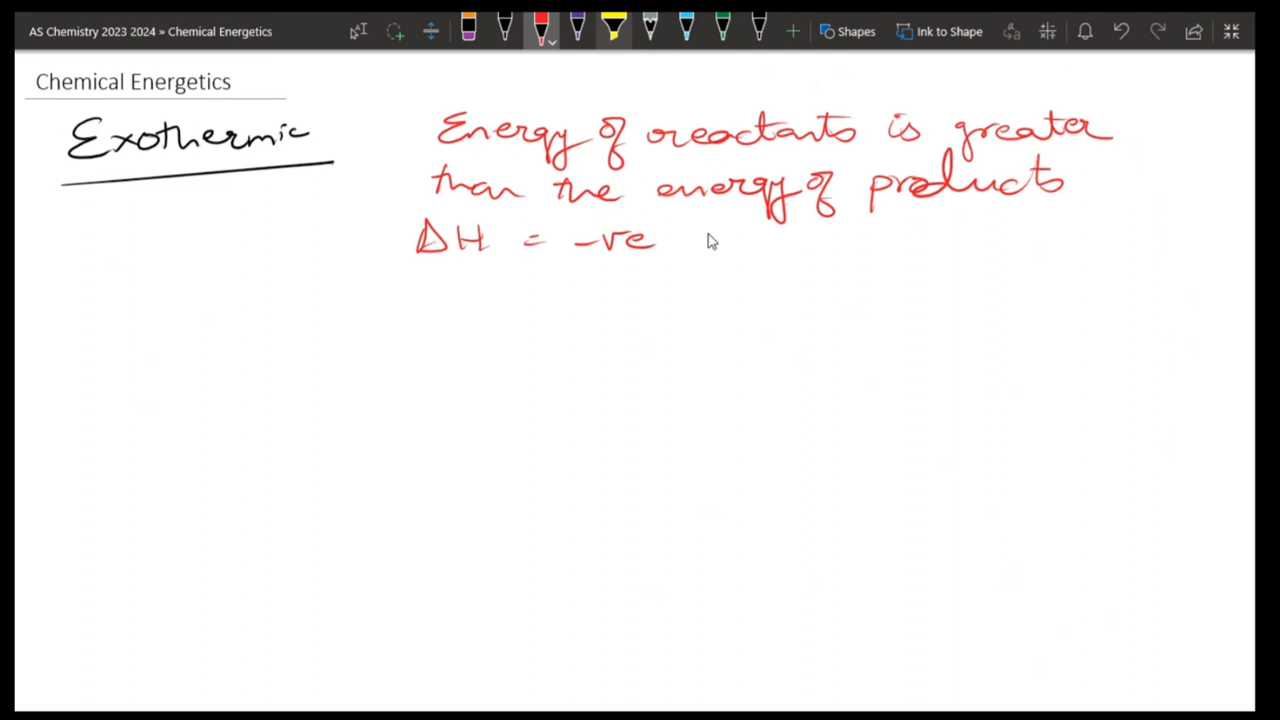 AS Chemistry 2023 2024 » Chemical Energetics
Shapes
Ink to Shape
Chemical Energetics
Exothermic
Energy of reactants is greater
than the energy of products
ΔH = -ve